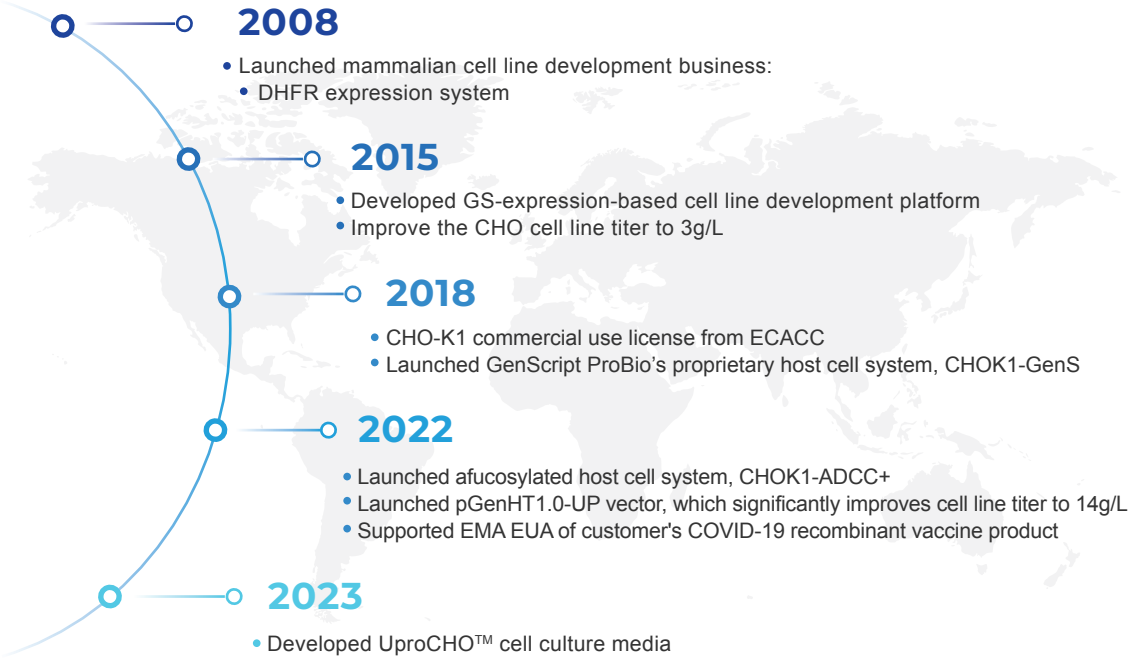 2008
• Launched mammalian cell line development business:
• DHFR expression system
2015
• Developed GS-expression-based cell line development platform
• Improve the CHO cell line titer to 3g/L
2018
• CHO-K1 commercial use license from ECACC
• Launched GenScript ProBio’s proprietary host cell system, CHOK1-GenS
2022
• Launched afucosylated host cell system, CHOK1-ADCC+
• Launched pGenHT1.0-UP vector, which significantly improves cell line titer to 14g/L
• Supported EMA EUA of customer's COVID-19 recombinant vaccine product
2023
• Developed UproCHO™ cell culture media